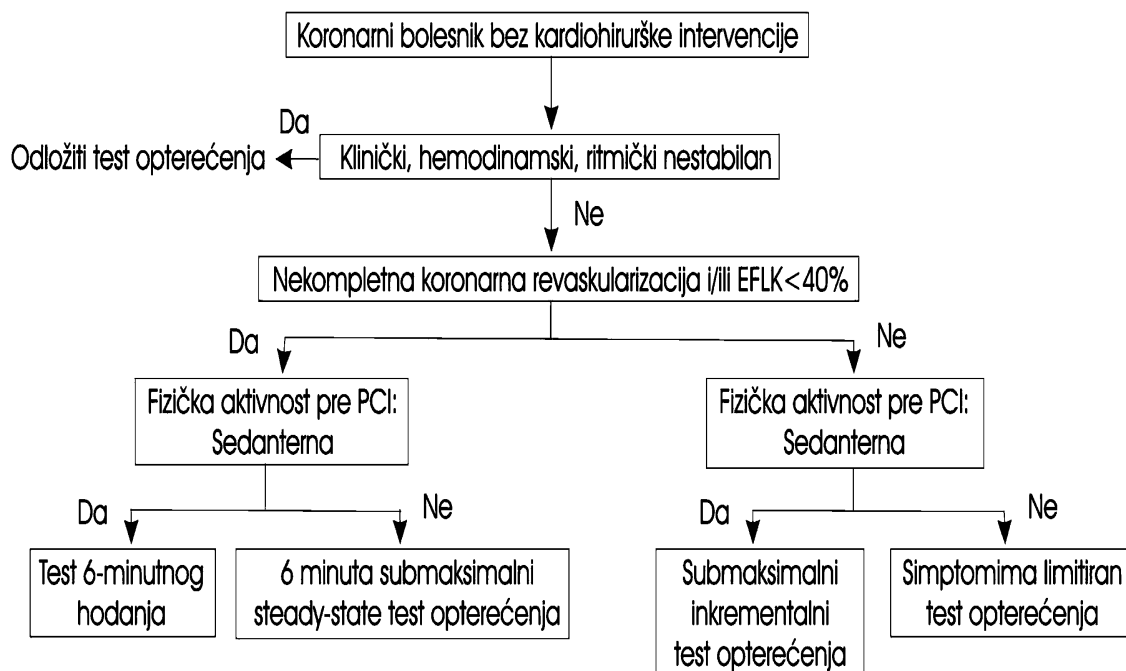 Koronarni bolesnik bez kardiohirurške intervencije
Da
Odložiti test opterećenja
Klinički, hemodinamski, ritmički nestabilan
Ne
Nekompletna koronarna revaskularizacija i/ili EFLK<40%
Da
Ne
Fizička aktivnost pre PCI:
Sedanterna
Fizička aktivnost pre PCI:
Sedanterna
Da
Ne
Da
Ne
Test 6-minutnog
hodanja
6 minuta submaksimalni
steady-state test opterećenja
Submaksimalni
inkrementalni
test opterećenja
Simptomima limitiran
test opterećenja